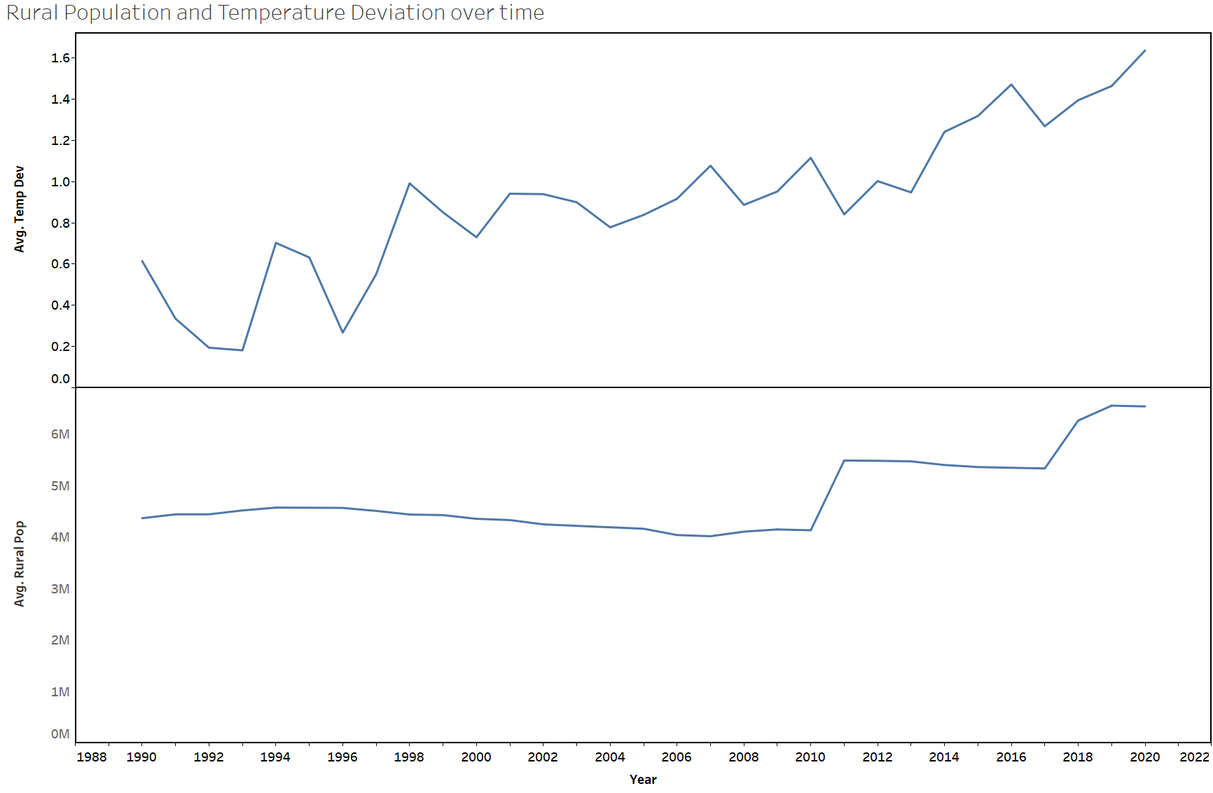 Rural Population and Temperature Deviation over time
Avg. Temp Dev
1.6
1.4
1.2
1.0
0.8
0.6
0.4
0.2
0.0
Avg. Rural Pop
6M
5M
4M
3M
2M
1M
0M
1988 1990 1992 1994 1996 1998 2000 2002 2004 2006 2008 2010 2012 2014 2016 2018 2020 2022
Year